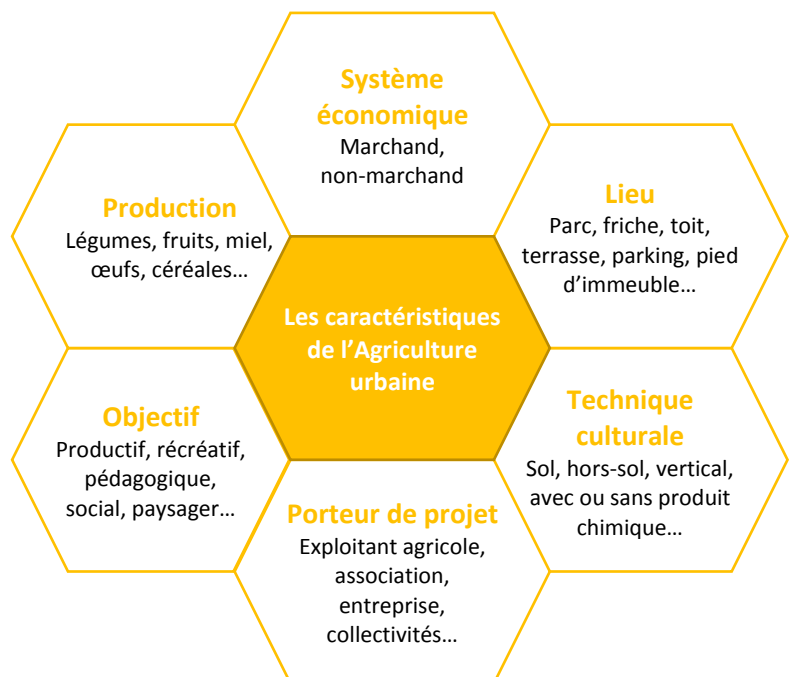 Système
économique
Marchand,
non-marchand
Production
Légumes, fruits, miel,
œufs, céréales…
Lieu
Parc, friche, toit,
terrasse, parking, pied
d’immeuble…
Les caractéristiques
de l’Agriculture
urbaine
Objectif
Productif, récréatif,
pédagogique,
social, paysager…
Technique
culturale
Sol, hors-sol, vertical,
avec ou sans produit
chimique…
Porteur de projet
Exploitant agricole,
association,
entreprise,
collectivités…